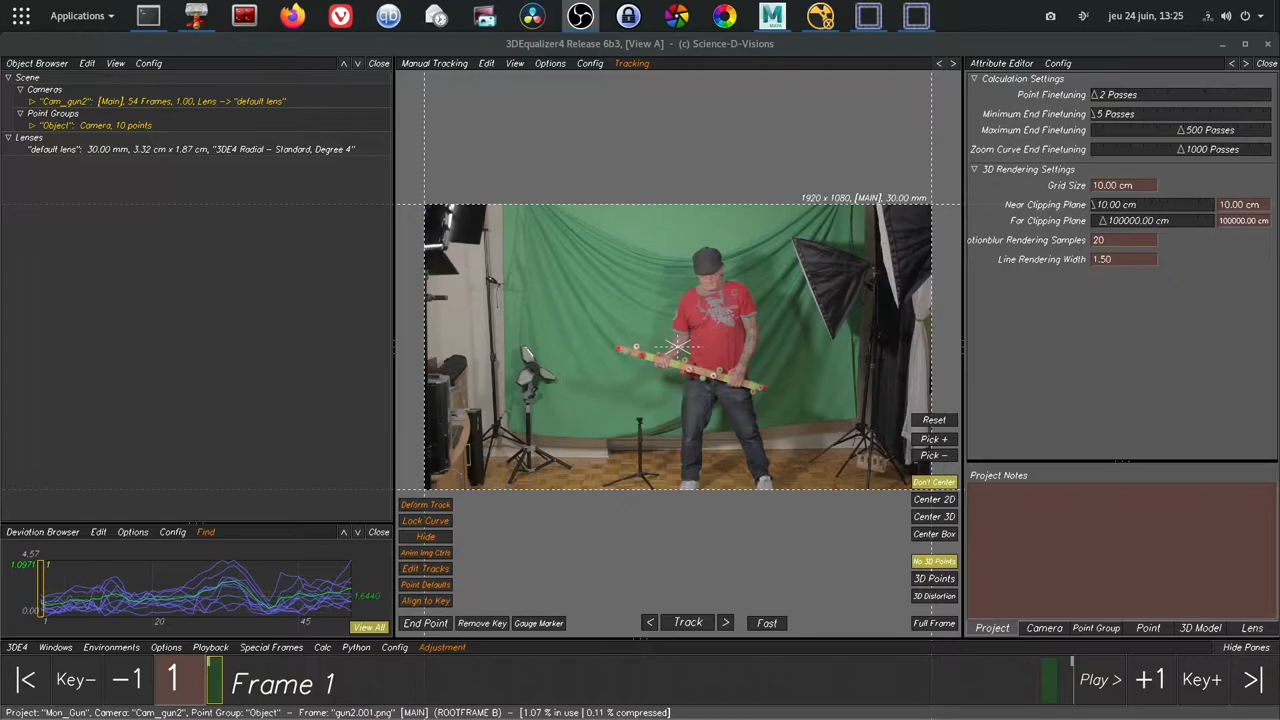 Applications
jeu 24 juin, 13:25
3DEqualizer4 Release 6b3, [View A] - (c) Science-D-Visions
Object Browser Edit View Config Close
Scene
Cameras
"Cam_gun2": [Main], 54 Frames, 1.00, Lens -> "default lens"
Point Groups
"Object": Camera, 10 points
Lenses
"default lens": 30.00 mm, 3.32 cm x 1.87 cm, "3DE4 Radial - Standard, Degree 4"
Deviation Browser Edit Options Config Find Close
4.57
1.0971
1
0.00
1.6440
1 20 45
View All
Manual Tracking Edit View Options Config Tracking
1920 x 1080, [MAIN], 30.00 mm
Reset
Pick +
Pick -
Don't Center
Center 2D
Center 3D
Center Box
No 3D Points
3D Points
3D Distortion
Full Frame
Deform Track
Lock Curve
Hide
Anim Img Ctrls
Edit Tracks
Point Defaults
Align to Key
End Point Remove Key Gauge Marker < Track > Fast
Attribute Editor Config Close
Calculation Settings
Point Finetuning 2 Passes
Minimum End Finetuning 5 Passes
Maximum End Finetuning 500 Passes
Zoom Curve End Finetuning 1000 Passes
3D Rendering Settings
Grid Size 10.00 cm
Near Clipping Plane 10.00 cm 10.00 cm
Far Clipping Plane 100000.00 cm 100000.00 cm
otionblur Rendering Samples 20
Line Rendering Width 1.50
Project Notes
Project Camera Point Group Point 3D Model Lens
3DE4 Windows Environments Options Playback Special Frames Calc Python Config Adjustment Hide Panes
|< Key- -1 1 Frame 1 Play > +1 Key+ >|
Project: "Mon_Gun", Camera: "Cam_gun2", Point Group: "Object" - Frame: "gun2.001.png" [MAIN] (ROOTFRAME B) - [1.07 % in use | 0.11 % compressed]